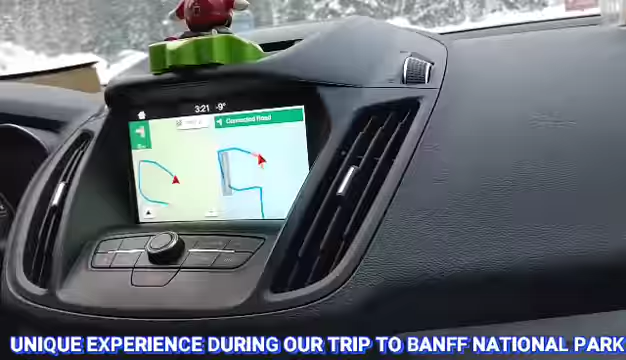 3:21 -9°
Connected Road
UNIQUE EXPERIENCE DURING OUR TRIP TO BANFF NATIONAL PARK